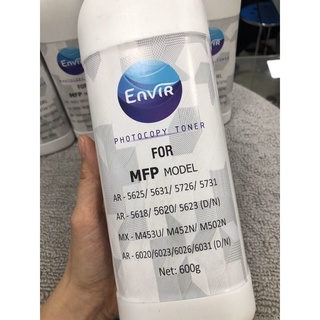 EnVIR
PHOTOCOPY TONER
FOR
MFP MODEL
AR - 5625/ 5631/ 5726/ 5731
AR - 5618/ 5620/ 5623 (D/N)
MX - M453U/ M452N/ M502N
AR - 6020/6023/6026/6031 (D/N)
Net: 600g